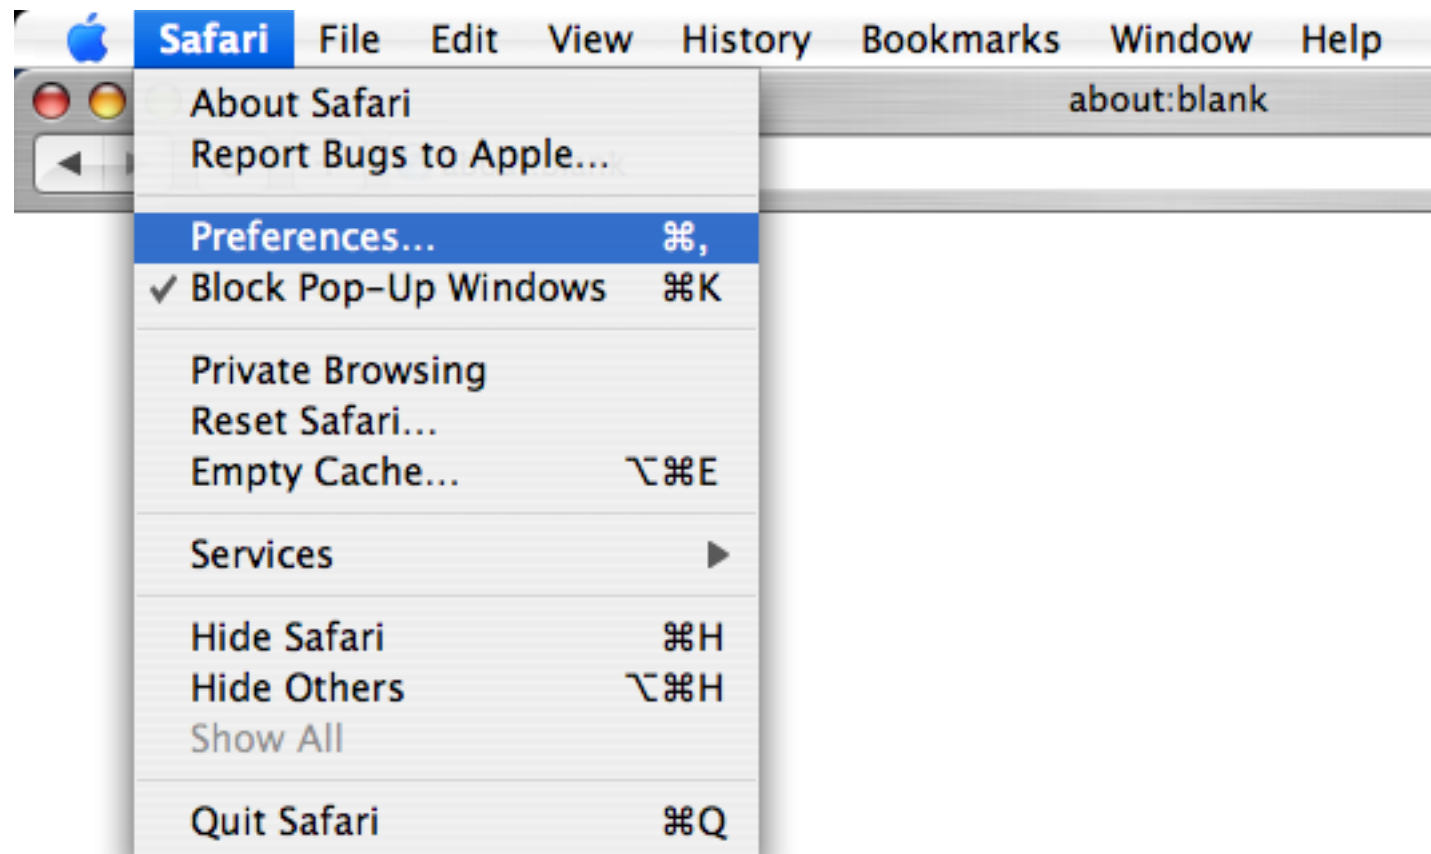 Safari File Edit View History Bookmarks Window Help
about:blank
About Safari
Report Bugs to Apple...
Preferences... ⌘,
✓ Block Pop-Up Windows ⌘K
Private Browsing
Reset Safari...
Empty Cache... ⌥⌘E
Services ▶
Hide Safari ⌘H
Hide Others ⌥⌘H
Show All
Quit Safari ⌘Q